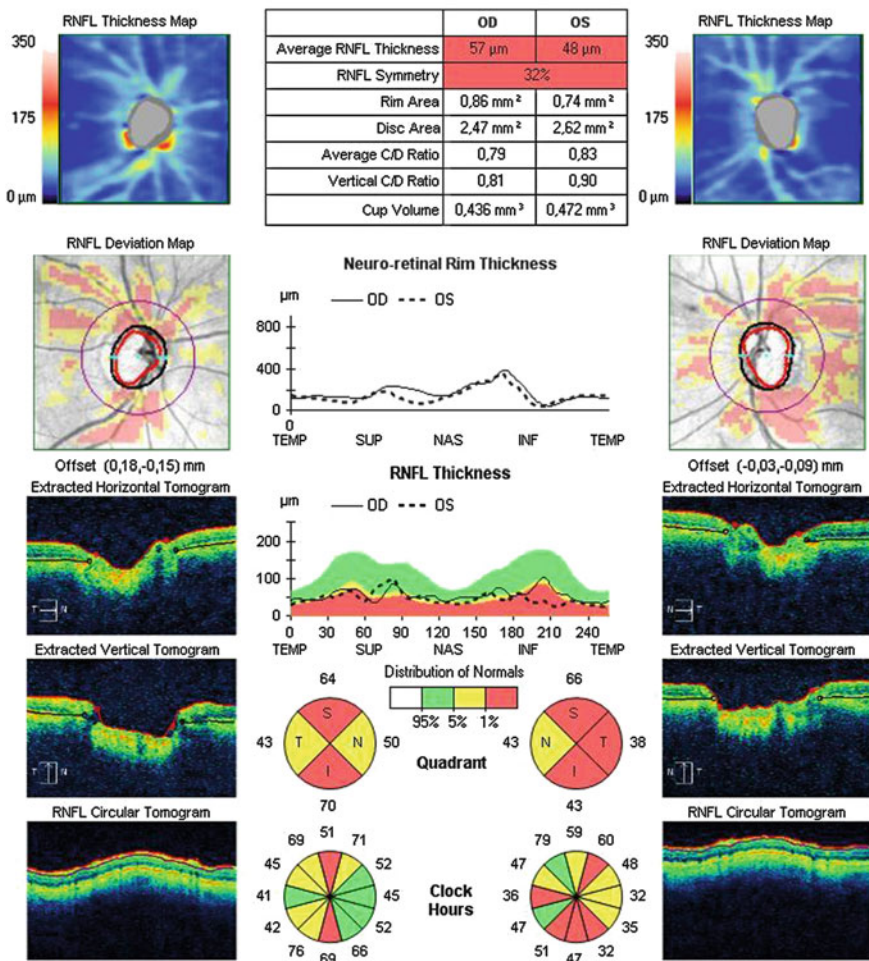 RNFL Thickness Map
350
175
0 µm
OD OS
Average RNFL Thickness 57 µm 48 µm
RNFL Symmetry 32%
Rim Area 0,86 mm² 0,74 mm²
Disc Area 2,47 mm² 2,62 mm²
Average C/D Ratio 0,79 0,83
Vertical C/D Ratio 0,81 0,90
Cup Volume 0,436 mm³ 0,472 mm³
RNFL Thickness Map
350
175
0 µm
RNFL Deviation Map
Offset (0,18,-0,15) mm
Neuro-retinal Rim Thickness
µm OD OS
800
400
0
0
TEMP SUP NAS INF TEMP
RNFL Deviation Map
Offset (-0,03,-0,09) mm
Extracted Horizontal Tomogram
T N
RNFL Thickness
µm OD OS
200
100
0
0 30 60 90 120 150 180 210 240
TEMP SUP NAS INF TEMP
Extracted Horizontal Tomogram
T N
Extracted Vertical Tomogram
T N
Distribution of Normals
95% 5% 1%
Quadrant
64
S
43 T N 50
I
70
66
S
43 N T 38
I
43
Extracted Vertical Tomogram
T N
RNFL Circular Tomogram
Clock
Hours
51
69 71
45 52
41 45
42 52
76 66
69
59
79 60
47 48
36 32
47 35
51 32
47
RNFL Circular Tomogram